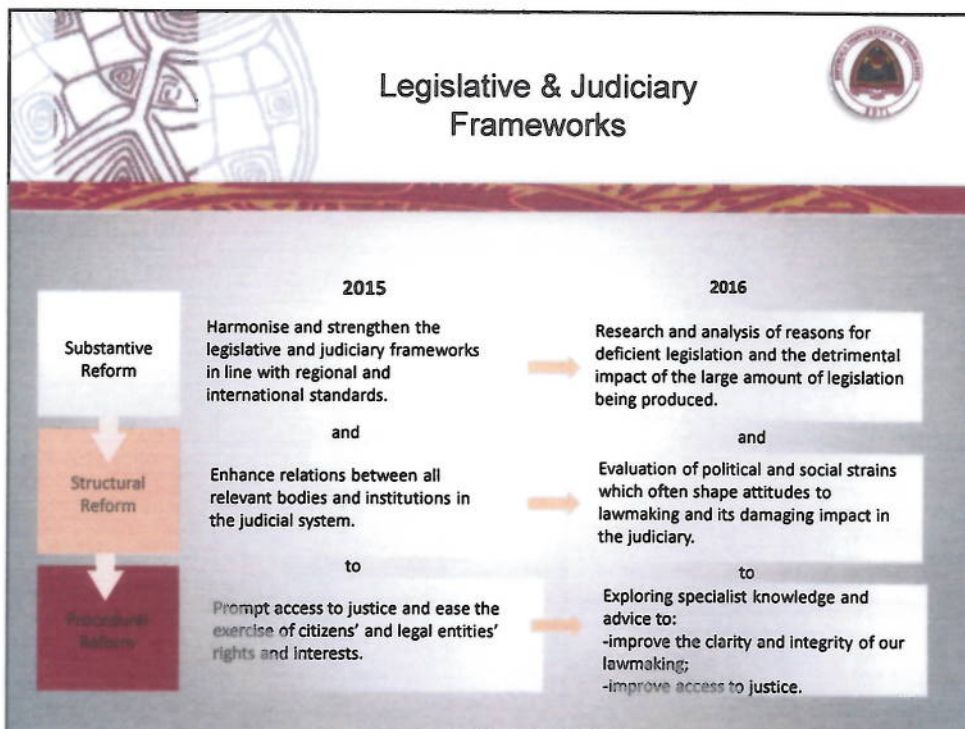 Legislative & Judiciary
Frameworks
2015
2016
Substantive
Reform
Harmonise and strengthen the
legislative and judiciary frameworks
in line with regional and
international standards.
Research and analysis of reasons for
deficient legislation and the detrimental
impact of the large amount of legislation
being produced.
and
and
Structural
Reform
Enhance relations between all
relevant bodies and institutions in
the judicial system.
Evaluation of political and social strains
which often shape attitudes to
lawmaking and its damaging impact in
the judiciary.
to
to
Procedural
Reform
Prompt access to justice and ease the
exercise of citizens' and legal entities'
rights and interests.
Exploring specialist knowledge and
advice to:
-improve the clarity and integrity of our
lawmaking;
-improve access to justice.